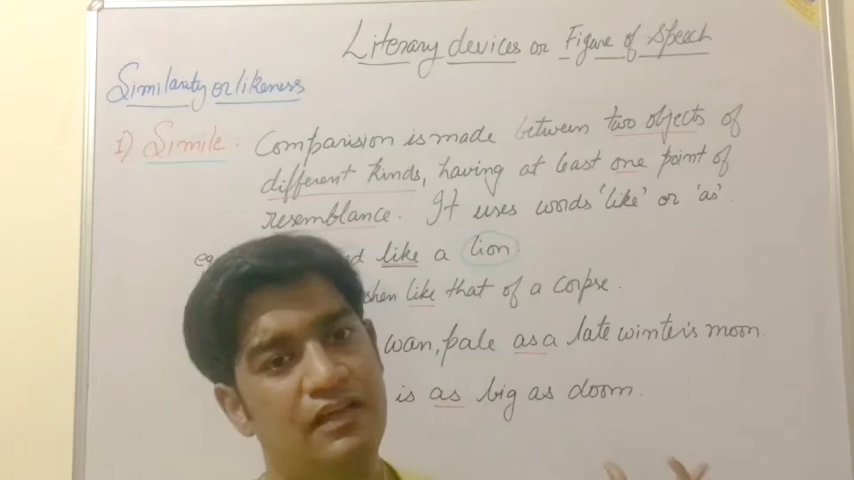 Literary devices or Figure of Speech
Similarity or likeness
1) Simile : Comparision is made between two objects of
different kinds, having at least one point of
resemblance. It uses words 'like' or 'as'.
eg like a lion
like that of a corpse.
wan, pale as a late winter's moon.
is as big as doom.